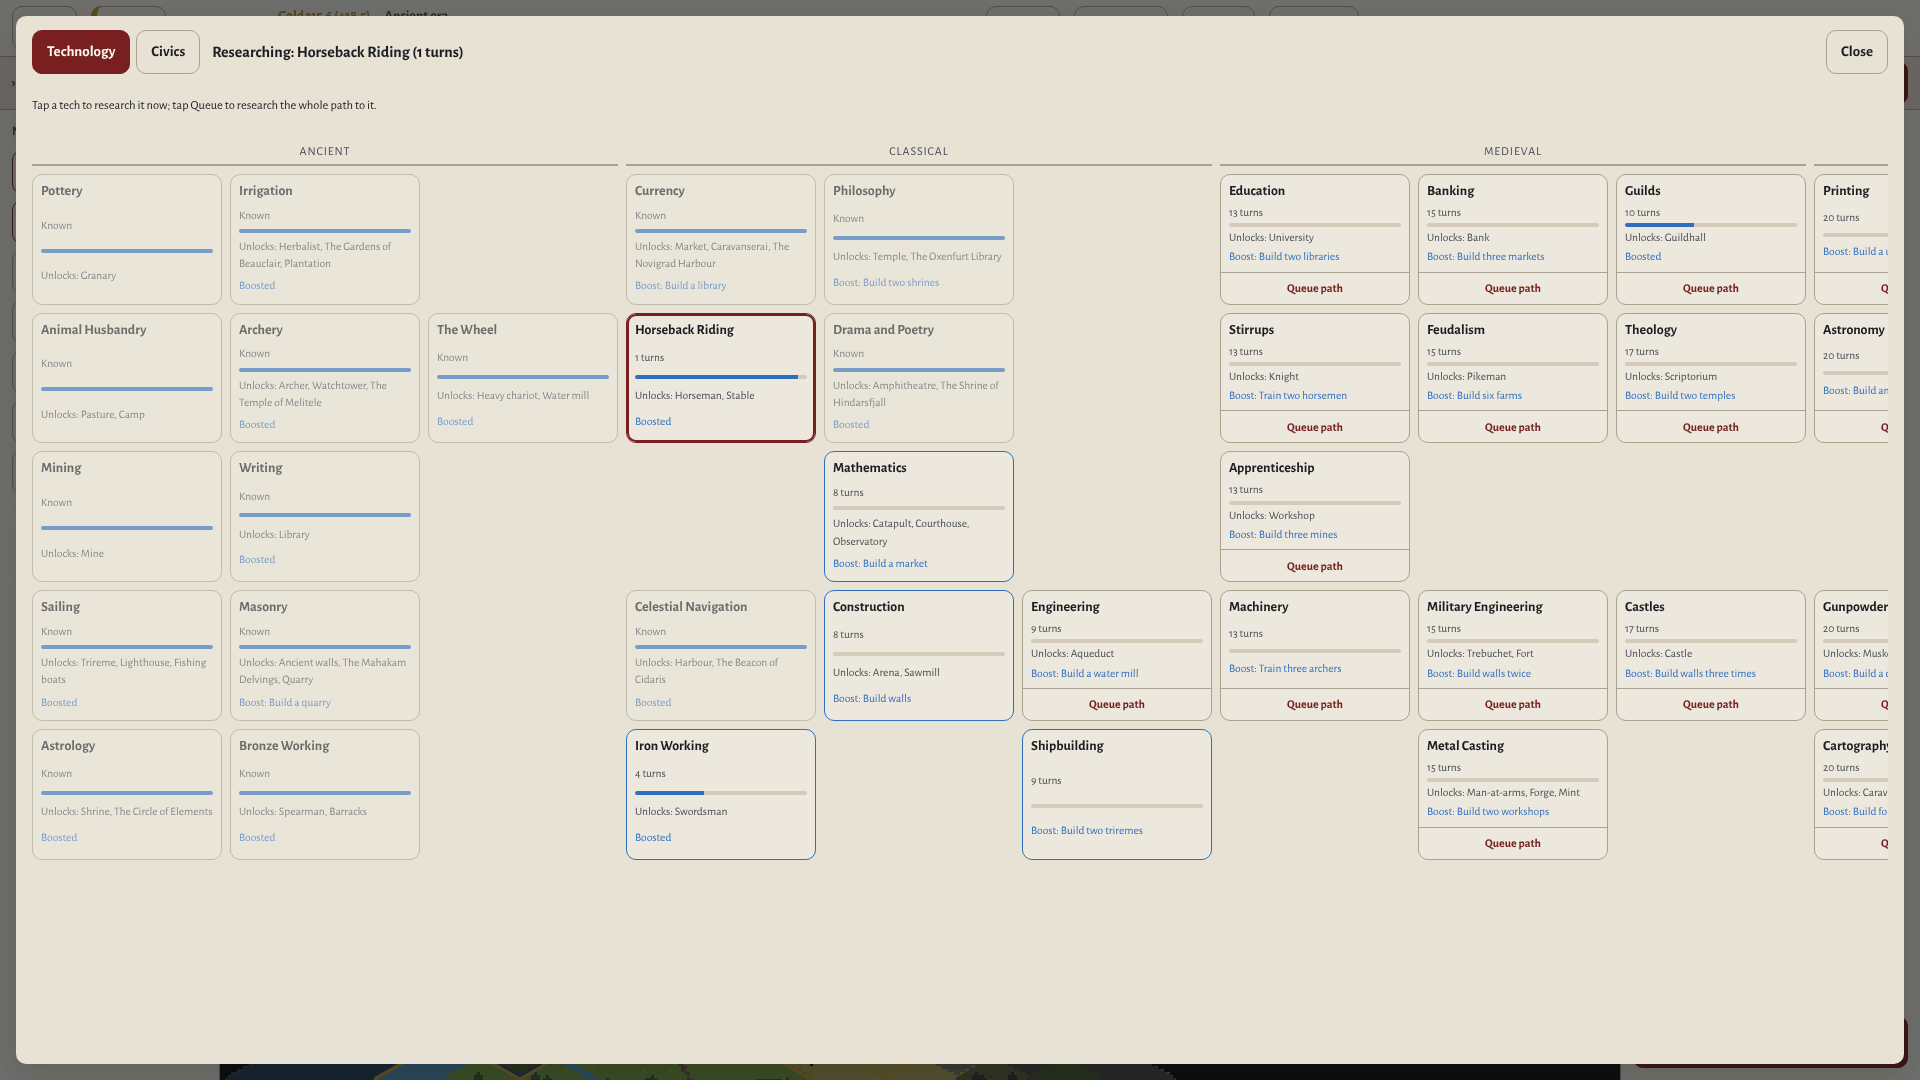 Technology
Civics
Researching: Horseback Riding (1 turns)
Close
Tap a tech to research it now; tap Queue to research the whole path to it.
ANCIENT
CLASSICAL
MEDIEVAL
Pottery
Known
Unlocks: Granary
Irrigation
Known
Unlocks: Herbalist, The Gardens of
Beauclair, Plantation
Boosted
Currency
Known
Unlocks: Market, Caravanserai, The
Novigrad Harbour
Boost: Build a library
Philosophy
Known
Unlocks: Temple, The Oxenfurt Library
Boost: Build two shrines
Education
13 turns
Unlocks: University
Boost: Build two libraries
Queue path
Banking
15 turns
Unlocks: Bank
Boost: Build three markets
Queue path
Guilds
10 turns
Unlocks: Guildhall
Boosted
Queue path
Printing
20 turns
Boost: Build a
Animal Husbandry
Known
Unlocks: Pasture, Camp
Archery
Known
Unlocks: Archer, Watchtower, The
Temple of Melitele
Boosted
The Wheel
Known
Unlocks: Heavy chariot, Water mill
Boosted
Horseback Riding
1 turns
Unlocks: Horseman, Stable
Boosted
Drama and Poetry
Known
Unlocks: Amphitheatre, The Shrine of
Hindarsfjall
Boosted
Stirrups
13 turns
Unlocks: Knight
Boost: Train two horsemen
Queue path
Feudalism
15 turns
Unlocks: Pikeman
Boost: Build six farms
Queue path
Theology
17 turns
Unlocks: Scriptorium
Boost: Build two temples
Queue path
Astronomy
20 turns
Boost: Build
Mining
Known
Unlocks: Mine
Writing
Known
Unlocks: Library
Boosted
Mathematics
8 turns
Unlocks: Catapult, Courthouse,
Observatory
Boost: Build a market
Apprenticeship
13 turns
Unlocks: Workshop
Boost: Build three mines
Queue path
Sailing
Known
Unlocks: Trireme, Lighthouse, Fishing
boats
Boosted
Masonry
Known
Unlocks: Ancient walls, The Mahakam
Delvings, Quarry
Boost: Build a quarry
Celestial Navigation
Known
Unlocks: Harbour, The Beacon of
Cidaris
Boosted
Construction
8 turns
Unlocks: Arena, Sawmill
Boost: Build walls
Engineering
9 turns
Unlocks: Aqueduct
Boost: Build a water mill
Queue path
Machinery
13 turns
Boost: Train three archers
Queue path
Military Engineering
15 turns
Unlocks: Trebuchet, Fort
Boost: Build walls twice
Queue path
Castles
17 turns
Unlocks: Castle
Boost: Build walls three times
Queue path
Gunpowder
20 turns
Unlocks:
Boost: Build a
Astrology
Known
Unlocks: Shrine, The Circle of Elements
Boosted
Bronze Working
Known
Unlocks: Spearman, Barracks
Boosted
Iron Working
4 turns
Unlocks: Swordsman
Boosted
Shipbuilding
9 turns
Boost: Build two triremes
Metal Casting
15 turns
Unlocks: Man-at-arms, Forge, Mint
Boost: Build two workshops
Queue path
Cartography
20 turns
Unlocks:
Boost: Build